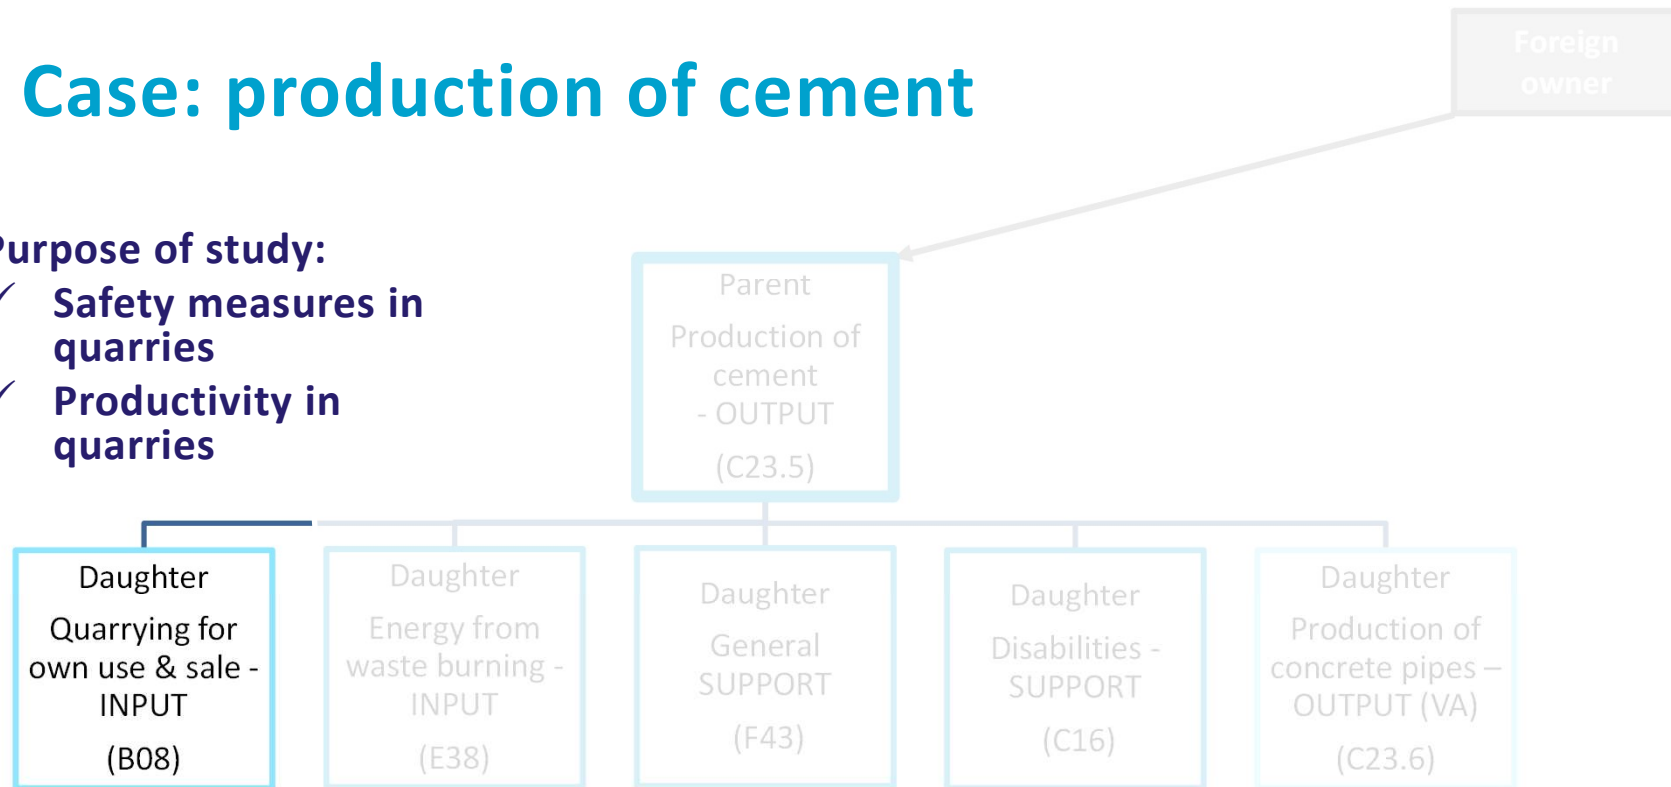 Foreign
owner
Case: production of cement
Purpose of study:
✓ Safety measures in
quarries
✓ Productivity in
quarries
Parent
Production of
cement
- OUTPUT
(C23.5)
Daughter
Quarrying for
own use & sale -
INPUT
(B08)
Daughter
Energy from
waste burning -
INPUT
(E38)
Daughter
General
SUPPORT
(F43)
Daughter
Disabilities -
SUPPORT
(C16)
Daughter
Production of
concrete pipes –
OUTPUT (VA)
(C23.6)